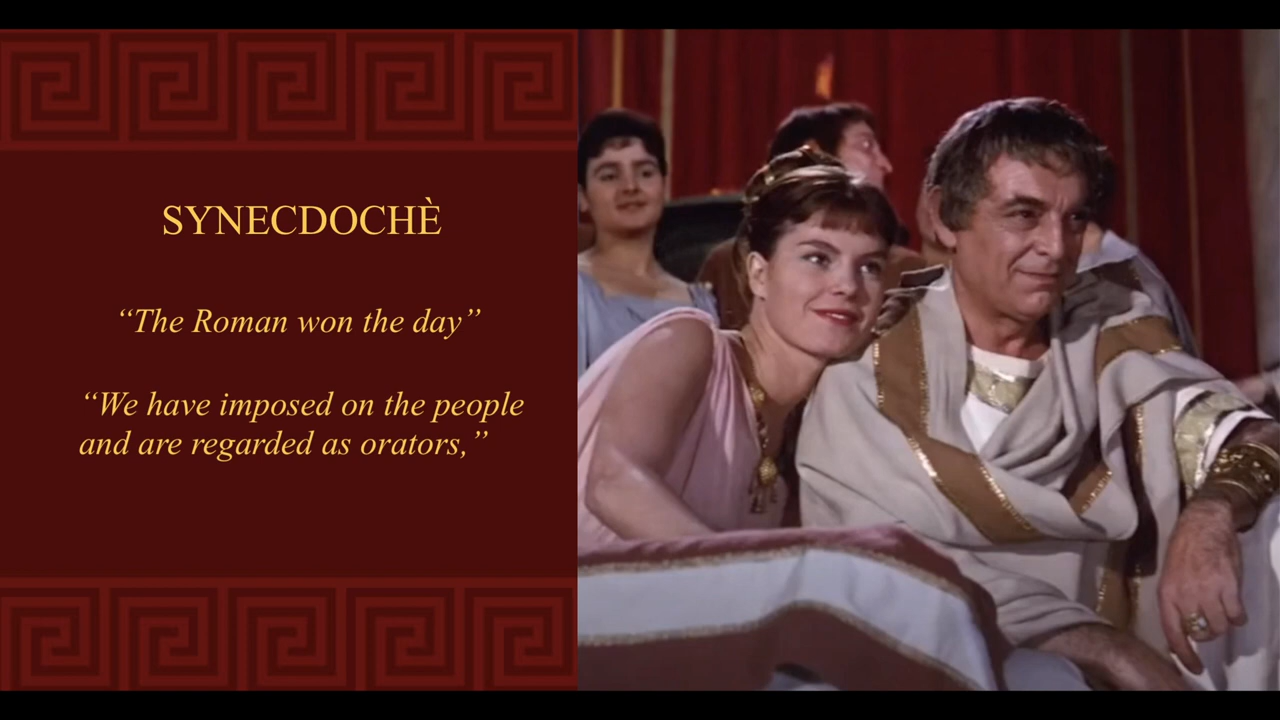 SYNECDOCHÈ
“The Roman won the day”
“We have imposed on the people
and are regarded as orators,”